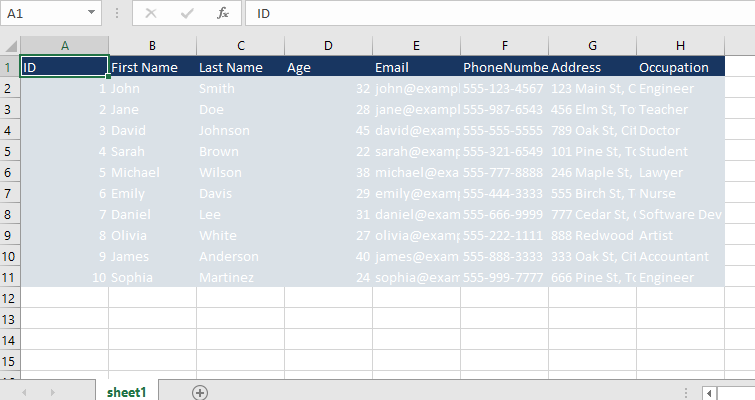 A1 fx ID
A B C D E F G H
1 ID First Name Last Name Age Email PhoneNumbe Address Occupation
2 1 John Smith 32 john@exampl 555-123-4567 123 Main St, C Engineer
3 2 Jane Doe 28 jane@exampl 555-987-6543 456 Elm St, To Teacher
4 3 David Johnson 45 david@exam 555-555-5555 789 Oak St, Cit Doctor
5 4 Sarah Brown 22 sarah@exam 555-321-6549 101 Pine St, To Student
6 5 Michael Wilson 38 michael@exa 555-777-8888 246 Maple St, Lawyer
7 6 Emily Davis 29 emily@exam 555-444-3333 555 Birch St, T Nurse
8 7 Daniel Lee 31 daniel@exam 555-666-9999 777 Cedar St, Software Dev
9 8 Olivia White 27 olivia@exam 555-222-1111 888 Redwood Artist
10 9 James Anderson 40 james@exam 555-888-3333 333 Oak St, Cit Accountant
11 10 Sophia Martinez 24 sophia@exam 555-999-7777 666 Pine St, To Engineer
12
13
14
15
sheet1